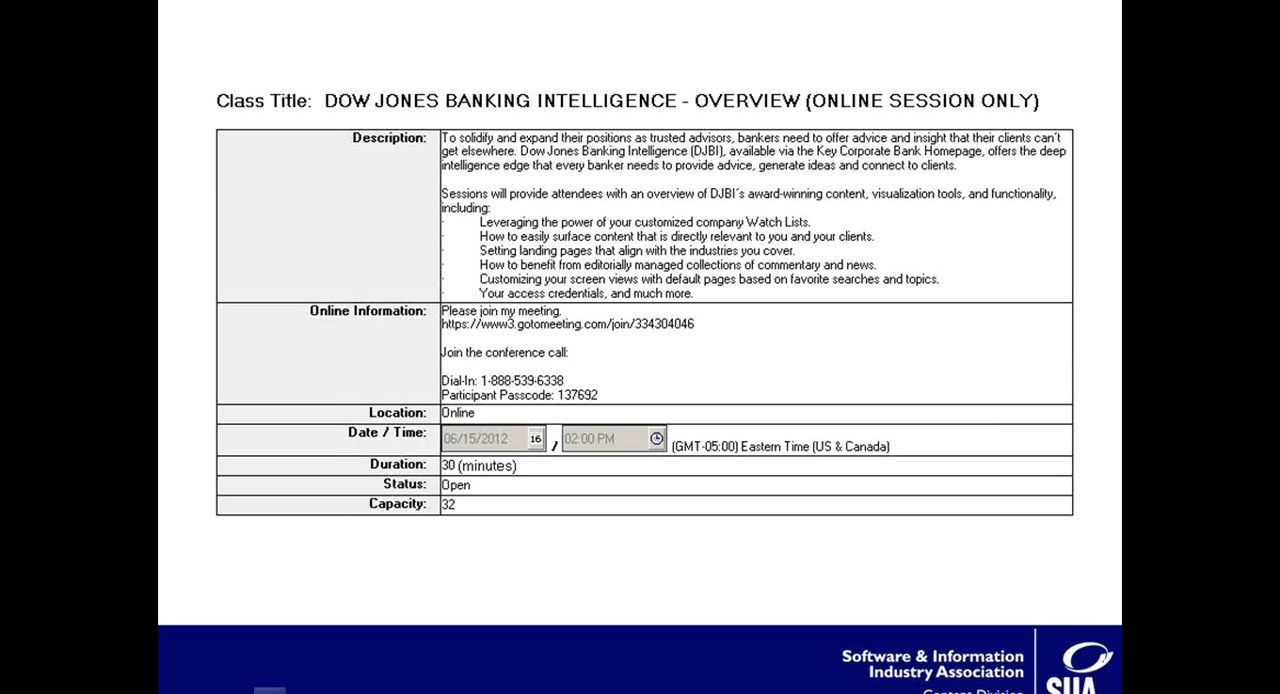 Class Title: DOW JONES BANKING INTELLIGENCE - OVERVIEW (ONLINE SESSION ONLY)
Description: To solidify and expand their positions as trusted advisors, bankers need to offer advice and insight that their clients can't
get elsewhere. Dow Jones Banking Intelligence (DJBI), available via the Key Corporate Bank Homepage, offers the deep
intelligence edge that every banker needs to provide advice, generate ideas and connect to clients.
Sessions will provide attendees with an overview of DJBI's award-winning content, visualization tools, and functionality,
including:
· Leveraging the power of your customized company Watch Lists.
· How to easily surface content that is directly relevant to you and your clients.
· Setting landing pages that align with the industries you cover.
· How to benefit from editorially managed collections of commentary and news.
· Customizing your screen views with default pages based on favorite searches and topics.
· Your access credentials, and much more.
Online Information: Please join my meeting.
https://www3.gotomeeting.com/join/334304046
Join the conference call:
Dial-In: 1-888-539-6338
Participant Passcode: 137692
Location: Online
Date / Time: 06/15/2012 16 , 02:00 PM (GMT-05:00) Eastern Time (US & Canada)
Duration: 30 (minutes)
Status: Open
Capacity: 32
Software & Information
Industry Association
Content Division
SIIA